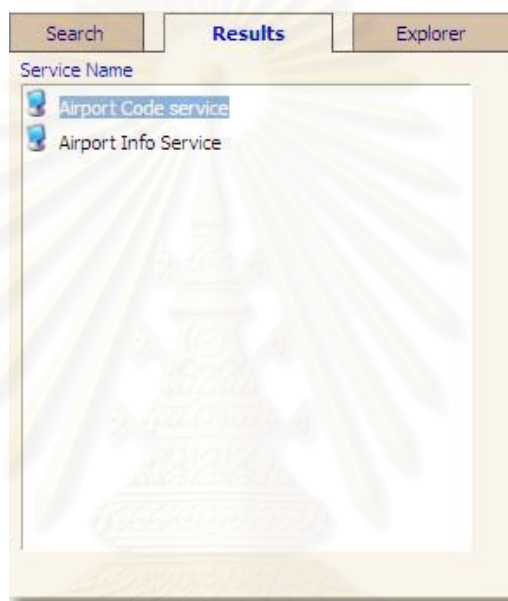 Search Results Explorer
Service Name
Airport Code service
Airport Info Service